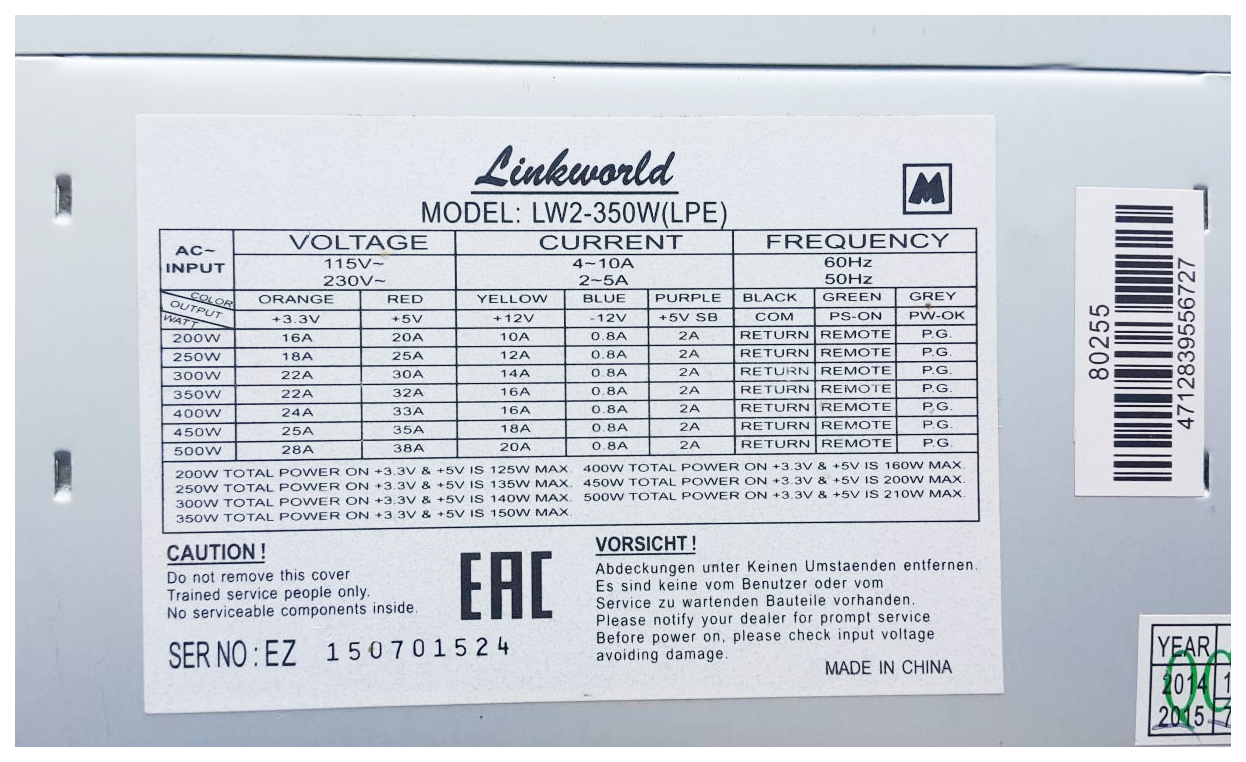 Linkworld
M
MODEL: LW2-350W(LPE)
AC~ INPUT VOLTAGE CURRENT FREQUENCY
115V~ 4~10A 60Hz
230V~ 2~5A 50Hz
COLOR OUTPUT WATT ORANGE RED YELLOW BLUE PURPLE BLACK GREEN GREY
+3.3V +5V +12V -12V +5V SB COM PS-ON PW-OK
200W 16A 20A 10A 0.8A 2A RETURN REMOTE P.G.
250W 18A 25A 12A 0.8A 2A RETURN REMOTE P.G.
300W 22A 30A 14A 0.8A 2A RETURN REMOTE P.G.
350W 22A 32A 16A 0.8A 2A RETURN REMOTE P.G.
400W 24A 33A 16A 0.8A 2A RETURN REMOTE P.G.
450W 25A 35A 18A 0.8A 2A RETURN REMOTE P.G.
500W 28A 38A 20A 0.8A 2A RETURN REMOTE P.G.
200W TOTAL POWER ON +3.3V & +5V IS 125W MAX. 400W TOTAL POWER ON +3.3V & +5V IS 160W MAX.
250W TOTAL POWER ON +3.3V & +5V IS 135W MAX. 450W TOTAL POWER ON +3.3V & +5V IS 200W MAX.
300W TOTAL POWER ON +3.3V & +5V IS 140W MAX. 500W TOTAL POWER ON +3.3V & +5V IS 210W MAX.
350W TOTAL POWER ON +3.3V & +5V IS 150W MAX.
CAUTION!
Do not remove this cover
Trained service people only.
No serviceable components inside.
EAC
SER NO: EZ 150701524
VORSICHT!
Abdeckungen unter Keinen Umstaenden entfernen.
Es sind keine vom Benutzer oder vom
Service zu wartenden Bauteile vorhanden.
Please notify your dealer for prompt service
Before power on, please check input voltage
avoiding damage.
MADE IN CHINA
80255
4712839556727
YEAR
2014 1
2015 7
QC